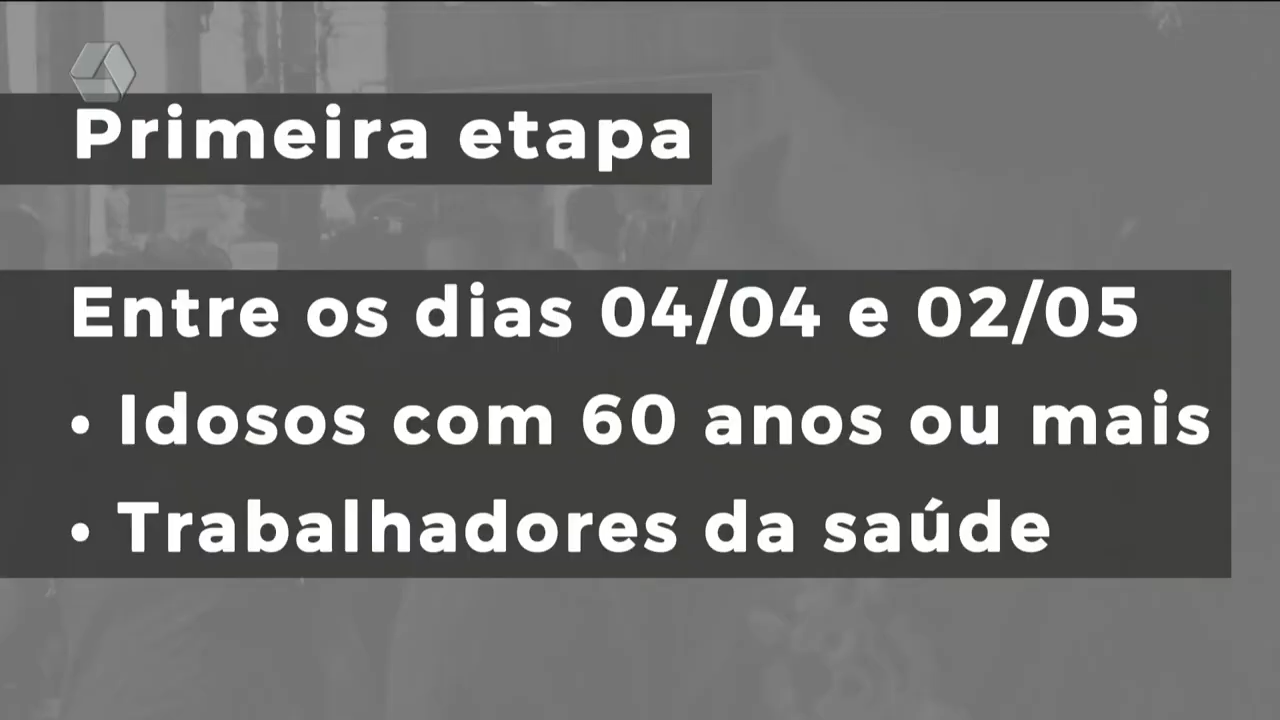 Primeira etapa
Entre os dias 04/04 e 02/05
• Idosos com 60 anos ou mais
• Trabalhadores da saúde